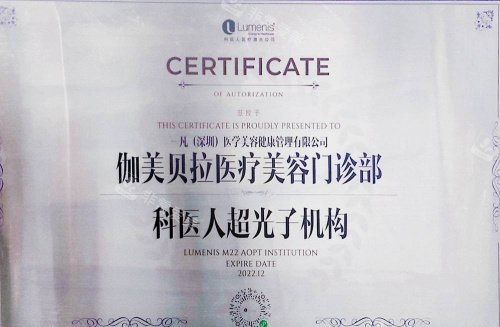 Lumenis®
科医人医疗激光公司
CERTIFICATE
OF AUTORIZATION
兹授予
THIS CERTIFICATE IS PROUDLY PRESENTED TO
一凡（深圳）医学美容健康管理有限公司
伽美贝拉医疗美容门诊部
科医人超光子机构
LUMENIS M22 AOPT INSTITUTION
EXPIRE DATE
2022.12